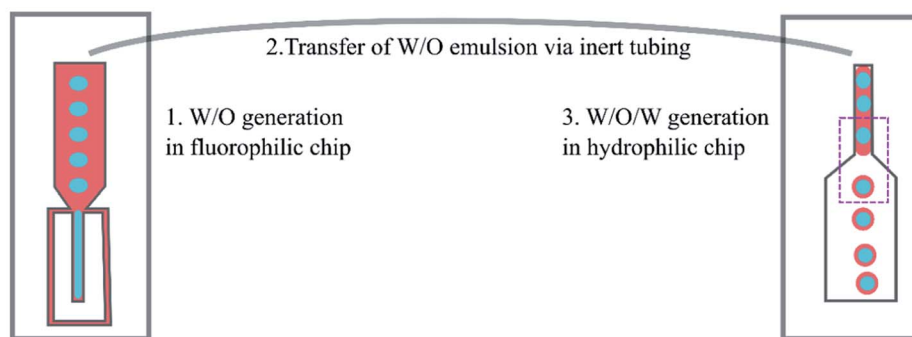 2.Transfer of W/O emulsion via inert tubing
1. W/O generation
in fluorophilic chip
3. W/O/W generation
in hydrophilic chip